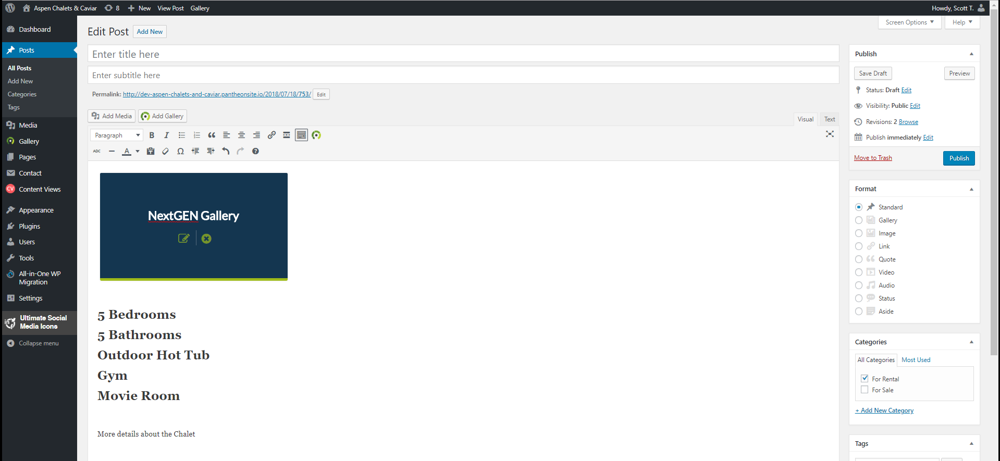 Aspen Chalets & Caviar 8 New View Post Gallery Howdy, Scott T.
Screen Options Help
Dashboard
Posts
All Posts
Add New
Categories
Tags
Media
Gallery
Pages
Contact
CV Content Views
Appearance
Plugins
Users
Tools
All-in-One WP
Migration
Settings
Ultimate Social
Media Icons
Collapse menu
Edit Post Add New
Enter title here
Enter subtitle here
Permalink: http://dev-aspen-chalets-and-caviar.pantheonsite.io/2018/07/18/753/ Edit
Add Media Add Gallery
Visual Text
Paragraph B I
ABC A Ω
NextGEN Gallery
5 Bedrooms
5 Bathrooms
Outdoor Hot Tub
Gym
Movie Room
More details about the Chalet
Publish
Save Draft Preview
Status: Draft Edit
Visibility: Public Edit
Revisions: 2 Browse
Publish immediately Edit
Move to Trash Publish
Format
Standard
Gallery
Image
Link
Quote
Video
Audio
Status
Aside
Categories
All Categories Most Used
For Rental
For Sale
+ Add New Category
Tags